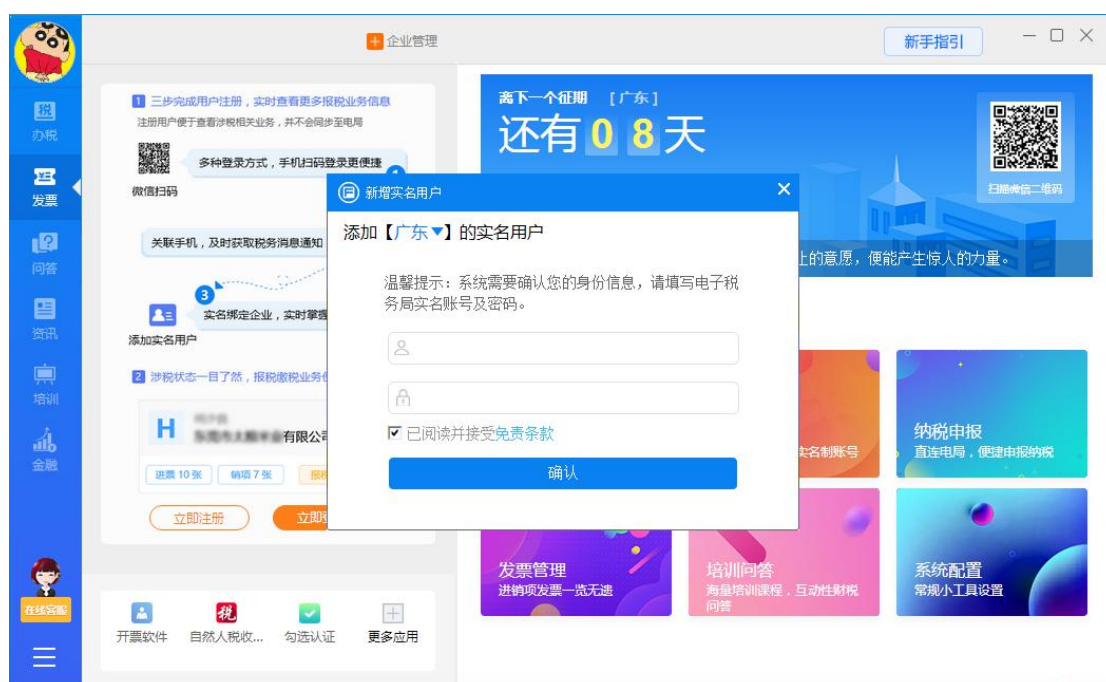 企业管理
新手指引
税
办税
发票
问答
资讯
培训
金融
在线客服
1 三步完成用户注册，实时查看更多报税业务信息
注册用户便于查看涉税相关业务，并不会同步至电局
多种登录方式，手机扫码登录更便捷
微信扫码
关联手机，及时获取税务消息通知
3
实名绑定企业，实时掌握
添加实名用户
2 涉税状态一目了然，报税缴税业务
H
有限公司
进票 10 张
销项 7 张
报税
立即注册
立即
开票软件
税
自然人税收...
勾选认证
更多应用
离下一个征期 [广东]
还有 0 8 天
扫描微信二维码
上的意愿，便能产生惊人的力量。
新增实名用户
添加【广东▼】的实名用户
温馨提示：系统需要确认您的身份信息，请填写电子税
务局实名账号及密码。
已阅读并接受免责条款
确认
实名制账号
纳税申报
直连电局，便捷申报纳税
发票管理
进销项发票一览无遗
培训问答
海量培训课程，互动性财税
问答
系统配置
常规小工具设置